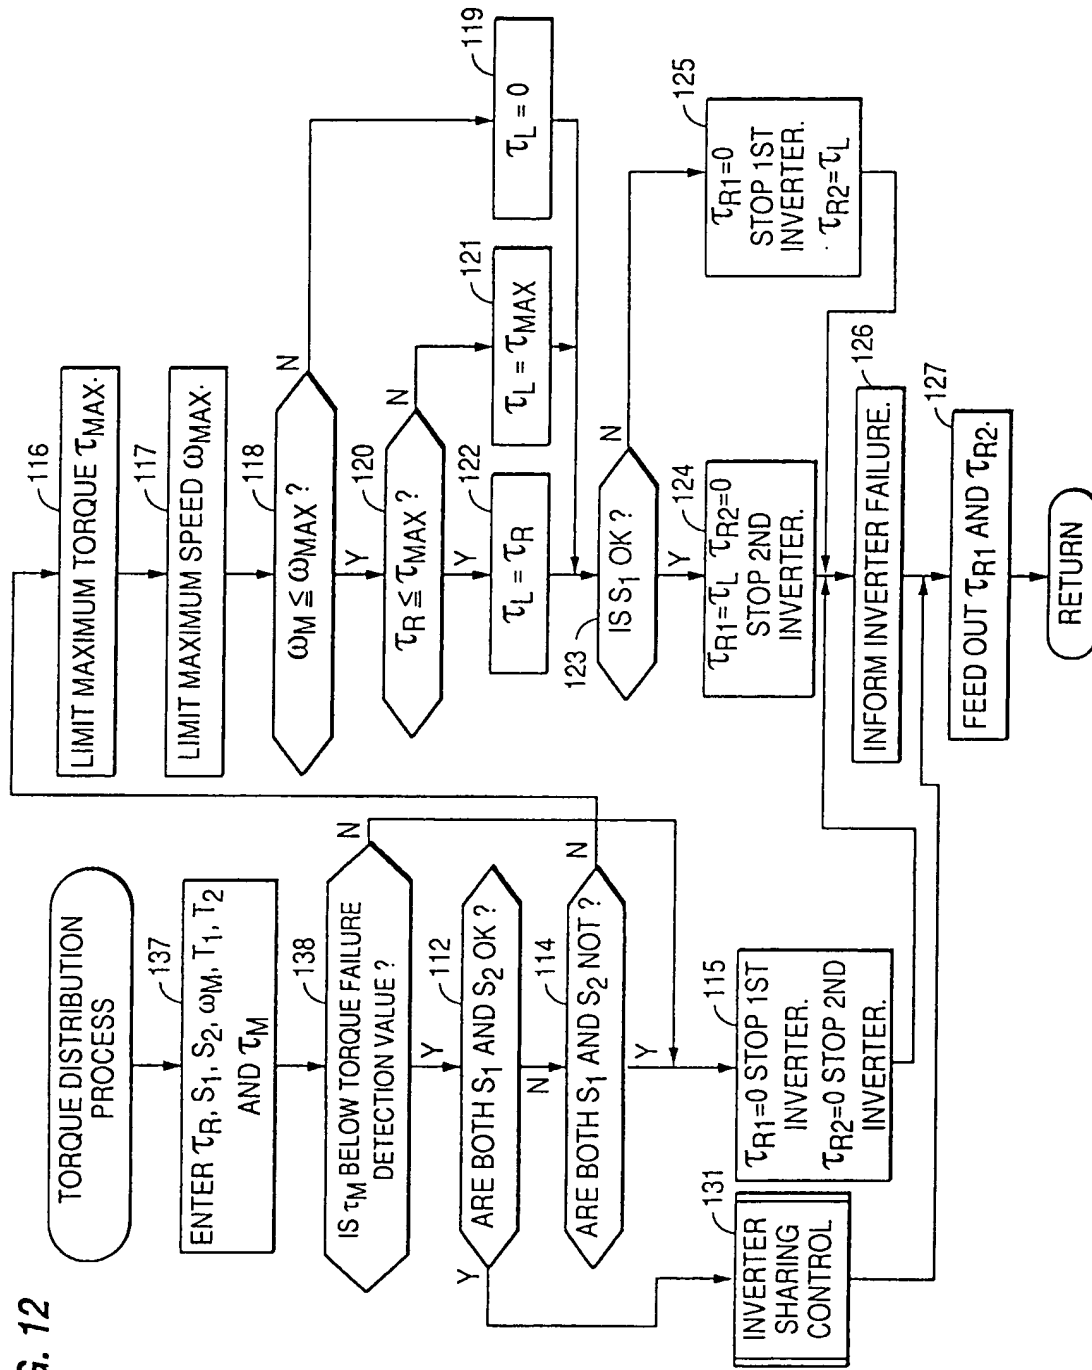 G. 12
TORQUE DISTRIBUTION
PROCESS
137
ENTER τR, S1, S2, ωM, T1, T2
AND τM
138
IS τM BELOW TORQUE FAILURE
DETECTION VALUE ?
N
Y
112
ARE BOTH S1 AND S2 OK ?
Y
N
114
ARE BOTH S1 AND S2 NOT ?
N
Y
131
INVERTER
SHARING
CONTROL
115
τR1=0 STOP 1ST
INVERTER.
τR2=0 STOP 2ND
INVERTER.
116
LIMIT MAXIMUM TORQUE τMAX.
117
LIMIT MAXIMUM SPEED ωMAX.
118
ωM ≦ ωMAX ?
N
Y
120
τR ≦ τMAX ?
N
Y
122
τL = τR
121
τL = τMAX
119
τL = 0
123
IS S1 OK ?
N
Y
124
τR1=τL τR2=0
STOP 2ND
INVERTER.
125
τR1=0
STOP 1ST
INVERTER.
τR2=τL
126
INFORM INVERTER FAILURE.
127
FEED OUT τR1 AND τR2.
RETURN